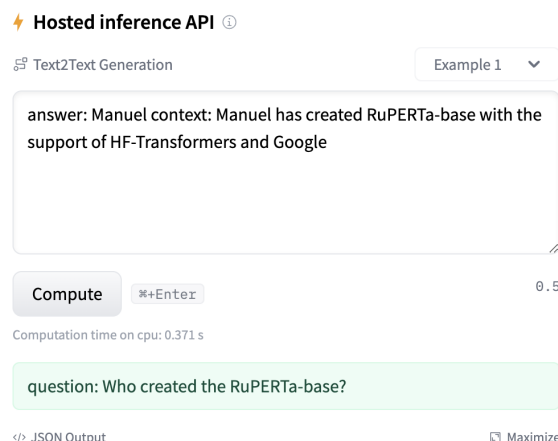 Hosted inference API
Text2Text Generation
Example 1
answer: Manuel context: Manuel has created RuPERTa-base with the
support of HF-Transformers and Google
Compute
⌘+Enter
0.5
Computation time on cpu: 0.371 s
question: Who created the RuPERTa-base?
</> JSON Output
Maximize